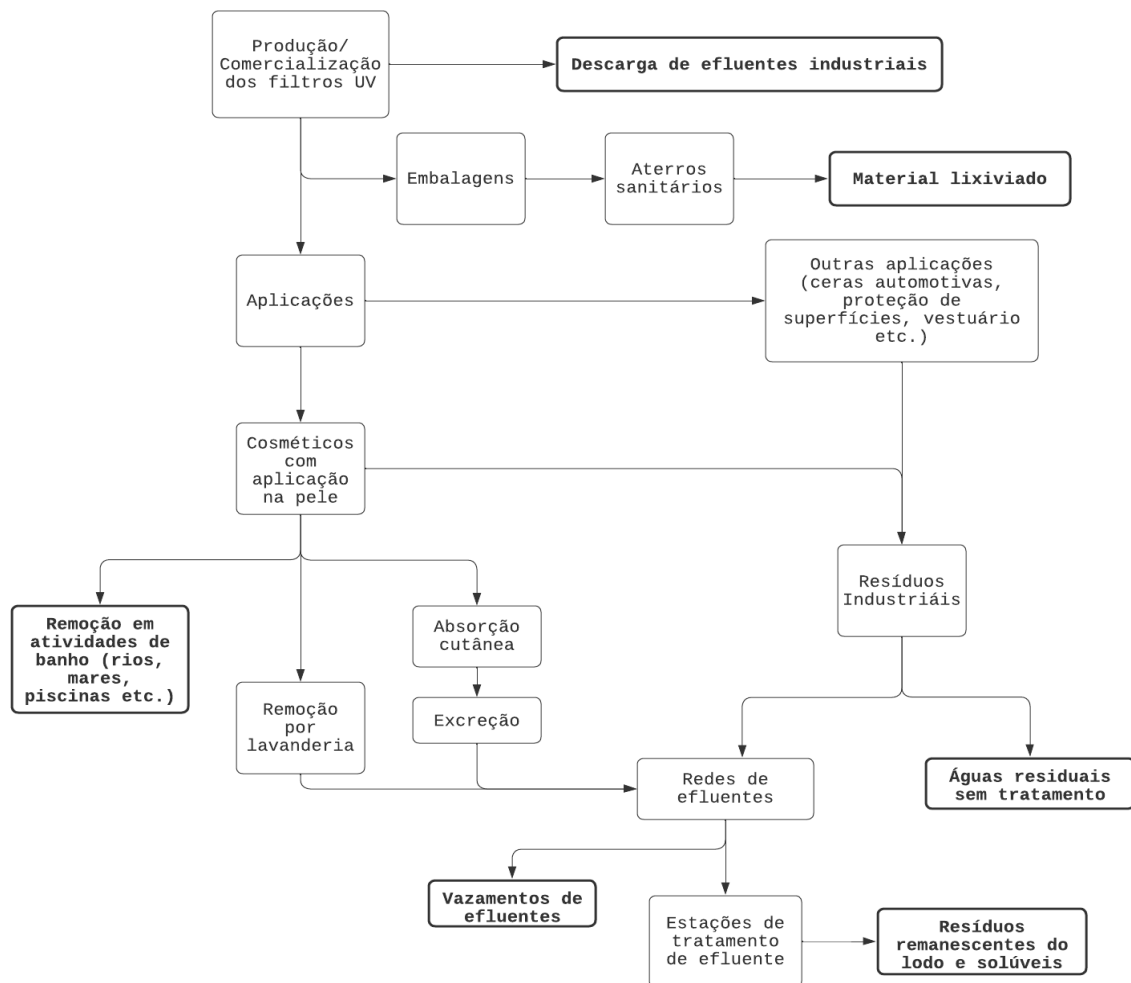 Produção/
Comercialização
dos filtros UV
Descarga de efluentes industriais
Embalagens
Aterros
sanitários
Material lixiviado
Aplicações
Outras aplicações
(ceras automotivas,
proteção de
superfícies, vestuário
etc.)
Cosméticos
com
aplicação
na pele
Resíduos
Industriáis
Remoção em
atividades de
banho (rios,
mares,
piscinas etc.)
Absorção
cutânea
Remoção
por
lavanderia
Excreção
Redes de
efluentes
Águas residuais
sem tratamento
Vazamentos de
efluentes
Estações de
tratamento
de efluente
Resíduos
remanescentes do
lodo e solúveis